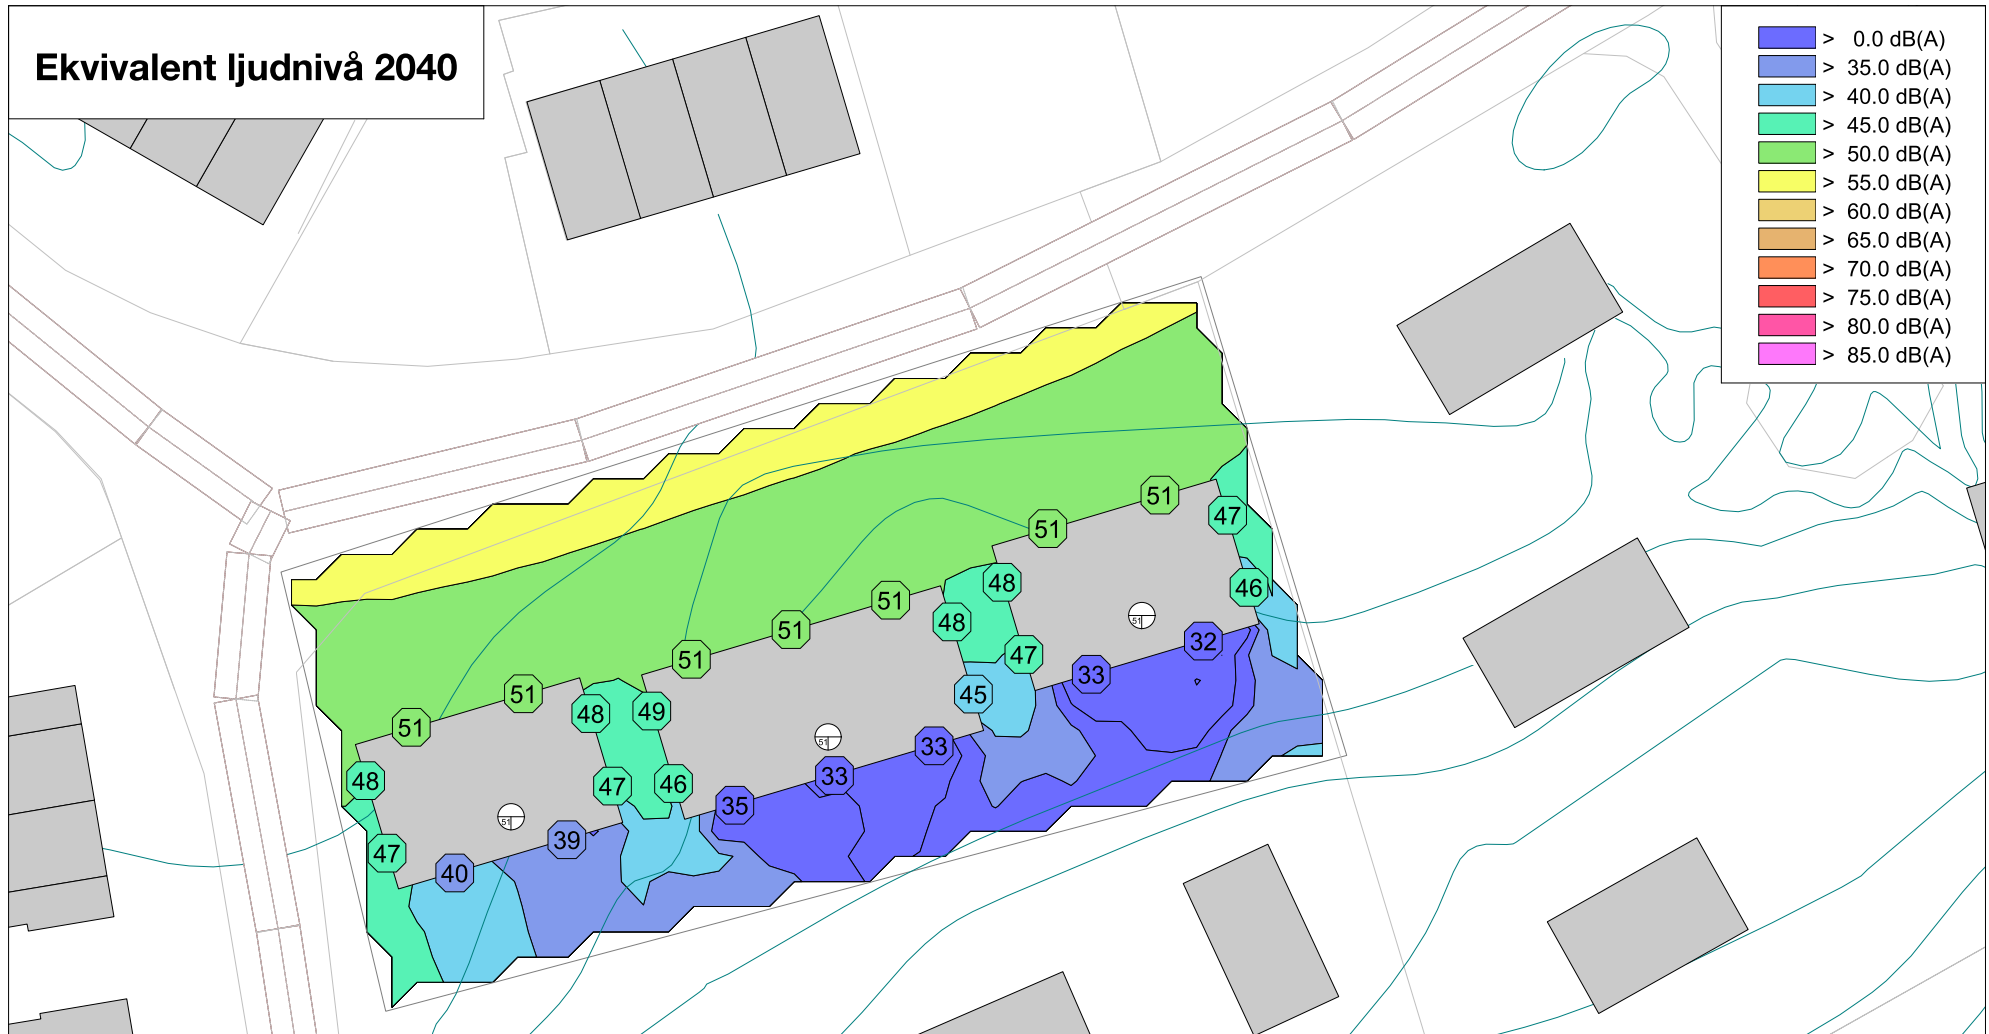 Ekvivalent ljudnivå 2040
> 0.0 dB(A)
> 35.0 dB(A)
> 40.0 dB(A)
> 45.0 dB(A)
> 50.0 dB(A)
> 55.0 dB(A)
> 60.0 dB(A)
> 65.0 dB(A)
> 70.0 dB(A)
> 75.0 dB(A)
> 80.0 dB(A)
> 85.0 dB(A)
51
47
51
48
46
51
48
51
51
51
48
49
51
48
47
47
46
40
39
35
33
33
45
47
33
32
51
51
51